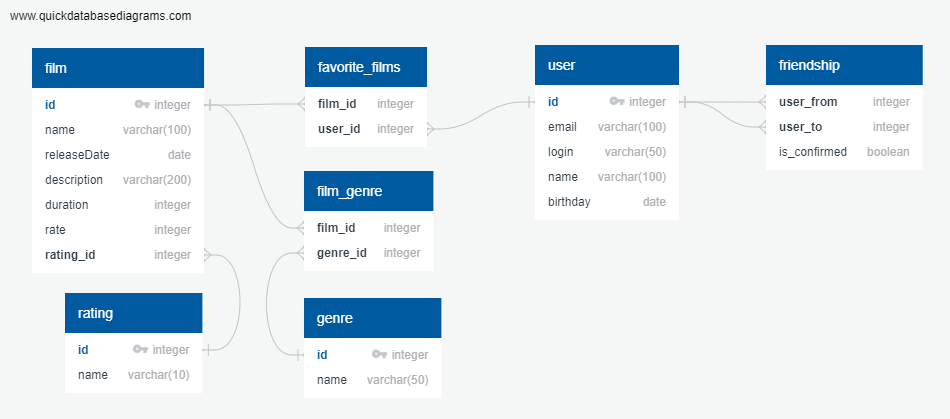 www.quickdatabasediagrams.com
film
id integer
name varchar(100)
releaseDate date
description varchar(200)
duration integer
rate integer
rating_id integer
rating
id integer
name varchar(10)
favorite_films
film_id integer
user_id integer
film_genre
film_id integer
genre_id integer
genre
id integer
name varchar(50)
user
id integer
email varchar(100)
login varchar(50)
name varchar(100)
birthday date
friendship
user_from integer
user_to integer
is_confirmed boolean